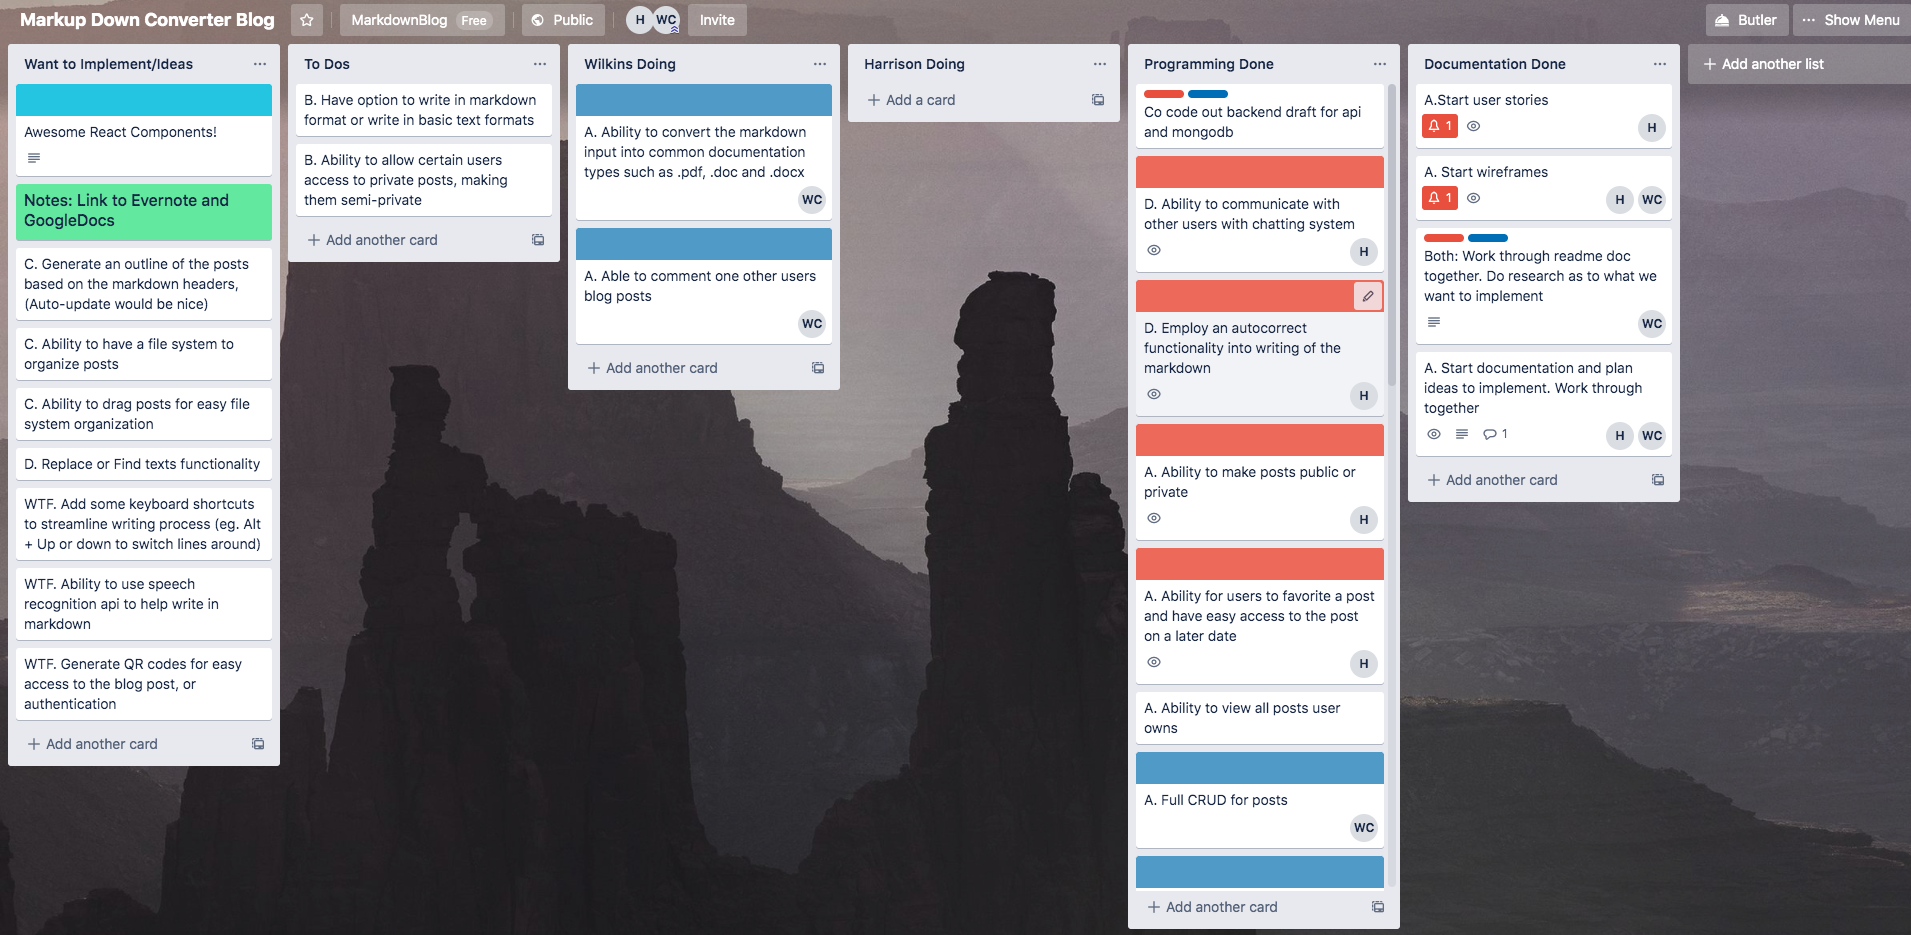 Markup Down Converter Blog
MarkdownBlog Free
Public
H WC
Invite
Butler
Show Menu
Want to Implement/Ideas
Awesome React Components!
Notes: Link to Evernote and
GoogleDocs
C. Generate an outline of the posts
based on the markdown headers,
(Auto-update would be nice)
C. Ability to have a file system to
organize posts
C. Ability to drag posts for easy file
system organization
D. Replace or Find texts functionality
WTF. Add some keyboard shortcuts
to streamline writing process (eg. Alt
+ Up or down to switch lines around)
WTF. Ability to use speech
recognition api to help write in
markdown
WTF. Generate QR codes for easy
access to the blog post, or
authentication
+ Add another card
To Dos
B. Have option to write in markdown
format or write in basic text formats
B. Ability to allow certain users
access to private posts, making
them semi-private
+ Add another card
Wilkins Doing
A. Ability to convert the markdown
input into common documentation
types such as .pdf, .doc and .docx
WC
A. Able to comment one other users
blog posts
WC
+ Add another card
Harrison Doing
+ Add a card
Programming Done
Co code out backend draft for api
and mongodb
D. Ability to communicate with
other users with chatting system
H
D. Employ an autocorrect
functionality into writing of the
markdown
H
A. Ability to make posts public or
private
H
A. Ability for users to favorite a post
and have easy access to the post
on a later date
H
A. Ability to view all posts user
owns
A. Full CRUD for posts
WC
+ Add another card
Documentation Done
A.Start user stories
1
H
A. Start wireframes
1
H WC
Both: Work through readme doc
together. Do research as to what we
want to implement
WC
A. Start documentation and plan
ideas to implement. Work through
together
1
H WC
+ Add another card
+ Add another list